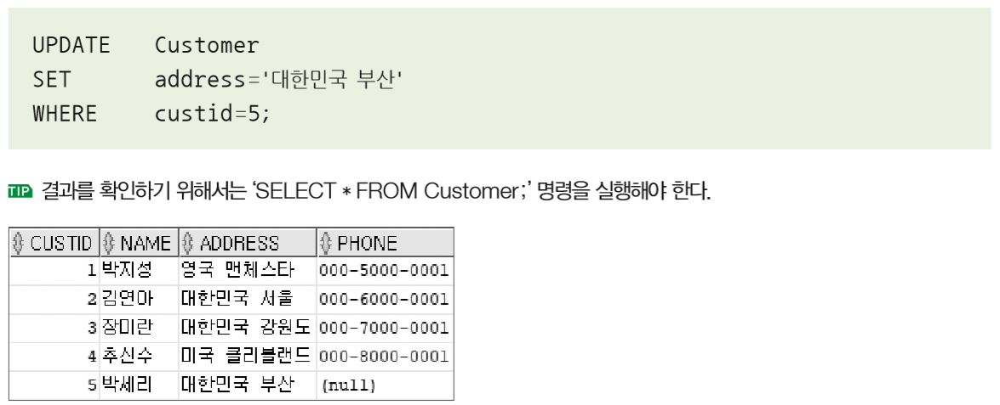 UPDATE Customer
SET address='대한민국 부산'
WHERE custid=5;
TIP 결과를 확인하기 위해서는 ‘SELECT * FROM Customer;’ 명령을 실행해야 한다.
CUSTID NAME ADDRESS PHONE
1 박지성 영국 맨체스타 000-5000-0001
2 김연아 대한민국 서울 000-6000-0001
3 장미란 대한민국 강원도 000-7000-0001
4 추신수 미국 클리블랜드 000-8000-0001
5 박세리 대한민국 부산 (null)